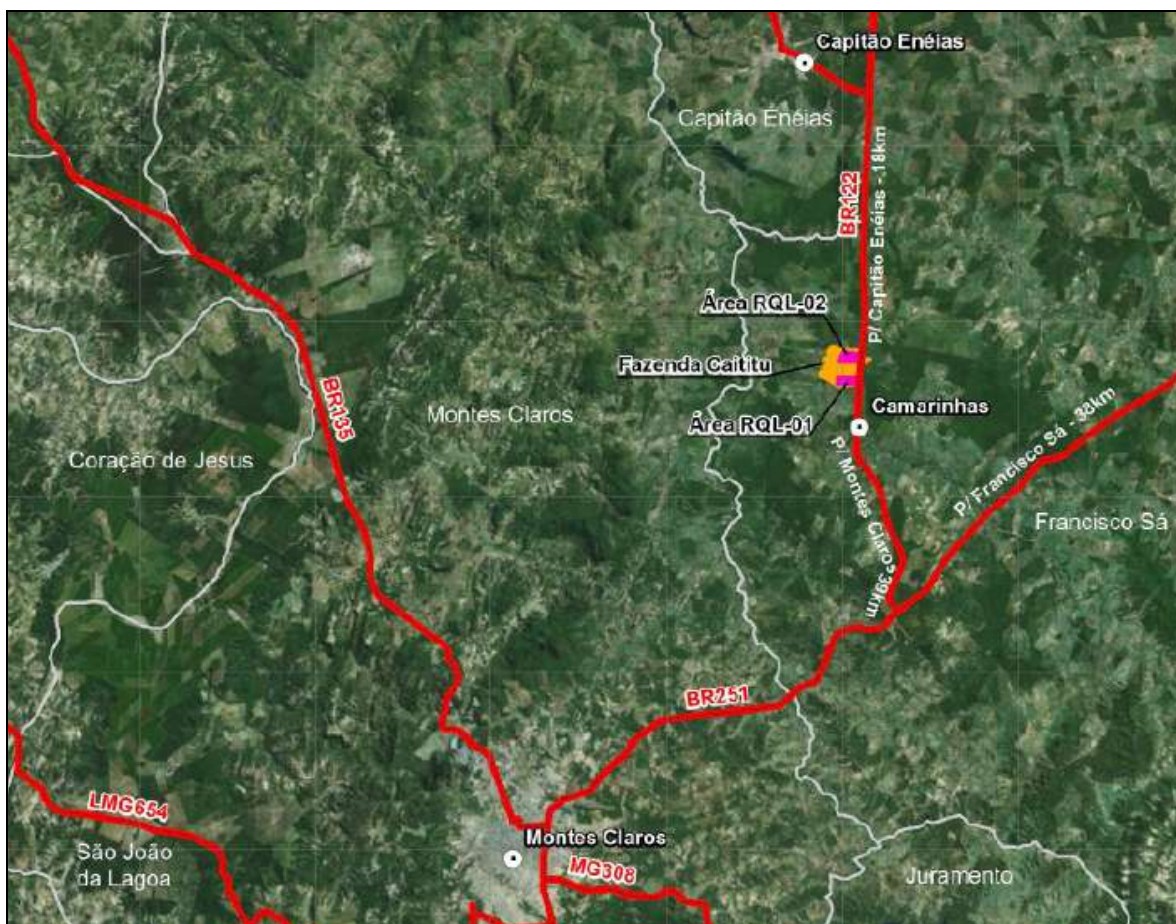 Capitão Enéias
Capitão Enéias
BR122
P/ Capitão Enéias - 18km
Área RQL-02
Fazenda Caititu
Camarinhas
Área RQL-01
BR135
Montes Claros
P/ Montes Claros 39km
P/ Francisco Sá - 38km
Coração de Jesus
Francisco Sá
BR251
LMG654
Montes Claros
MG308
São João
da Lagoa
Juramento